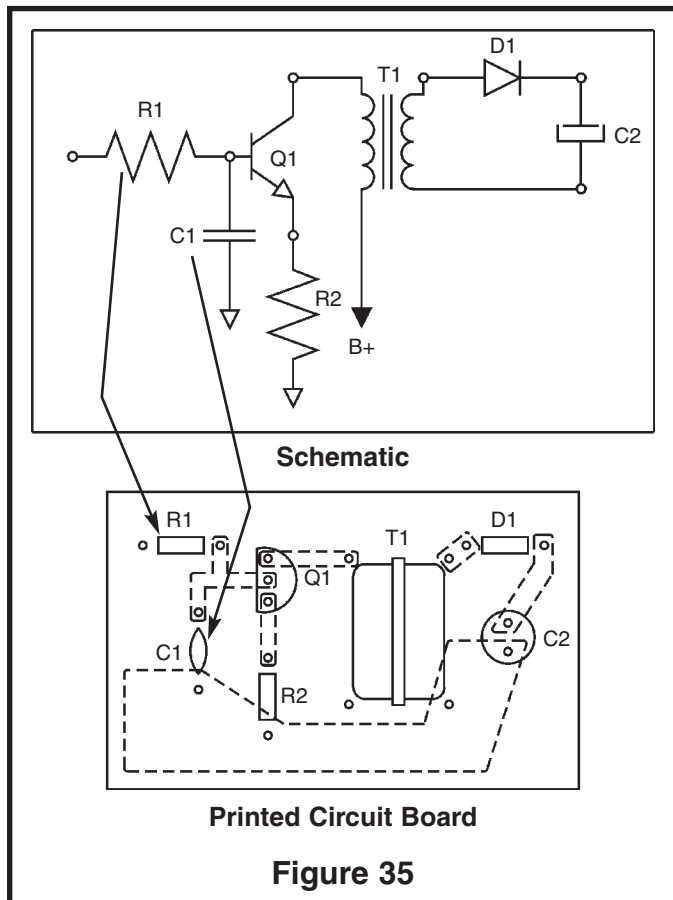 D1
T1
R1
C2
Q1
C1
R2
B+
Schematic
R1
T1
D1
Q1
C1
C2
R2
Printed Circuit Board
Figure 35